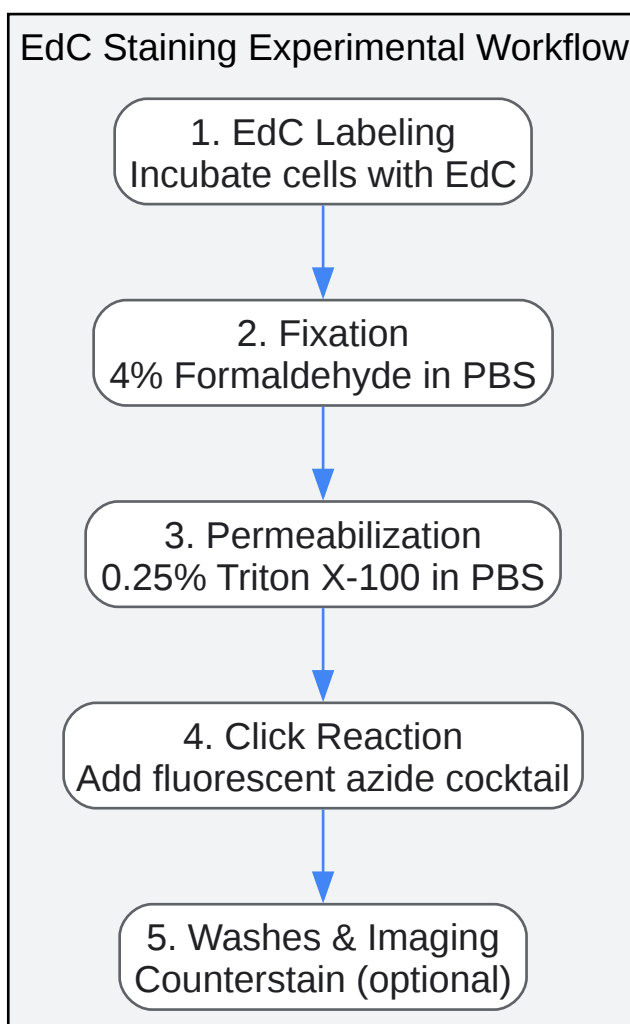 EdC Staining Experimental Workflow
1. EdC Labeling
Incubate cells with EdC
2. Fixation
4% Formaldehyde in PBS
3. Permeabilization
0.25% Triton X-100 in PBS
4. Click Reaction
Add fluorescent azide cocktail
5. Washes & Imaging
Counterstain (optional)